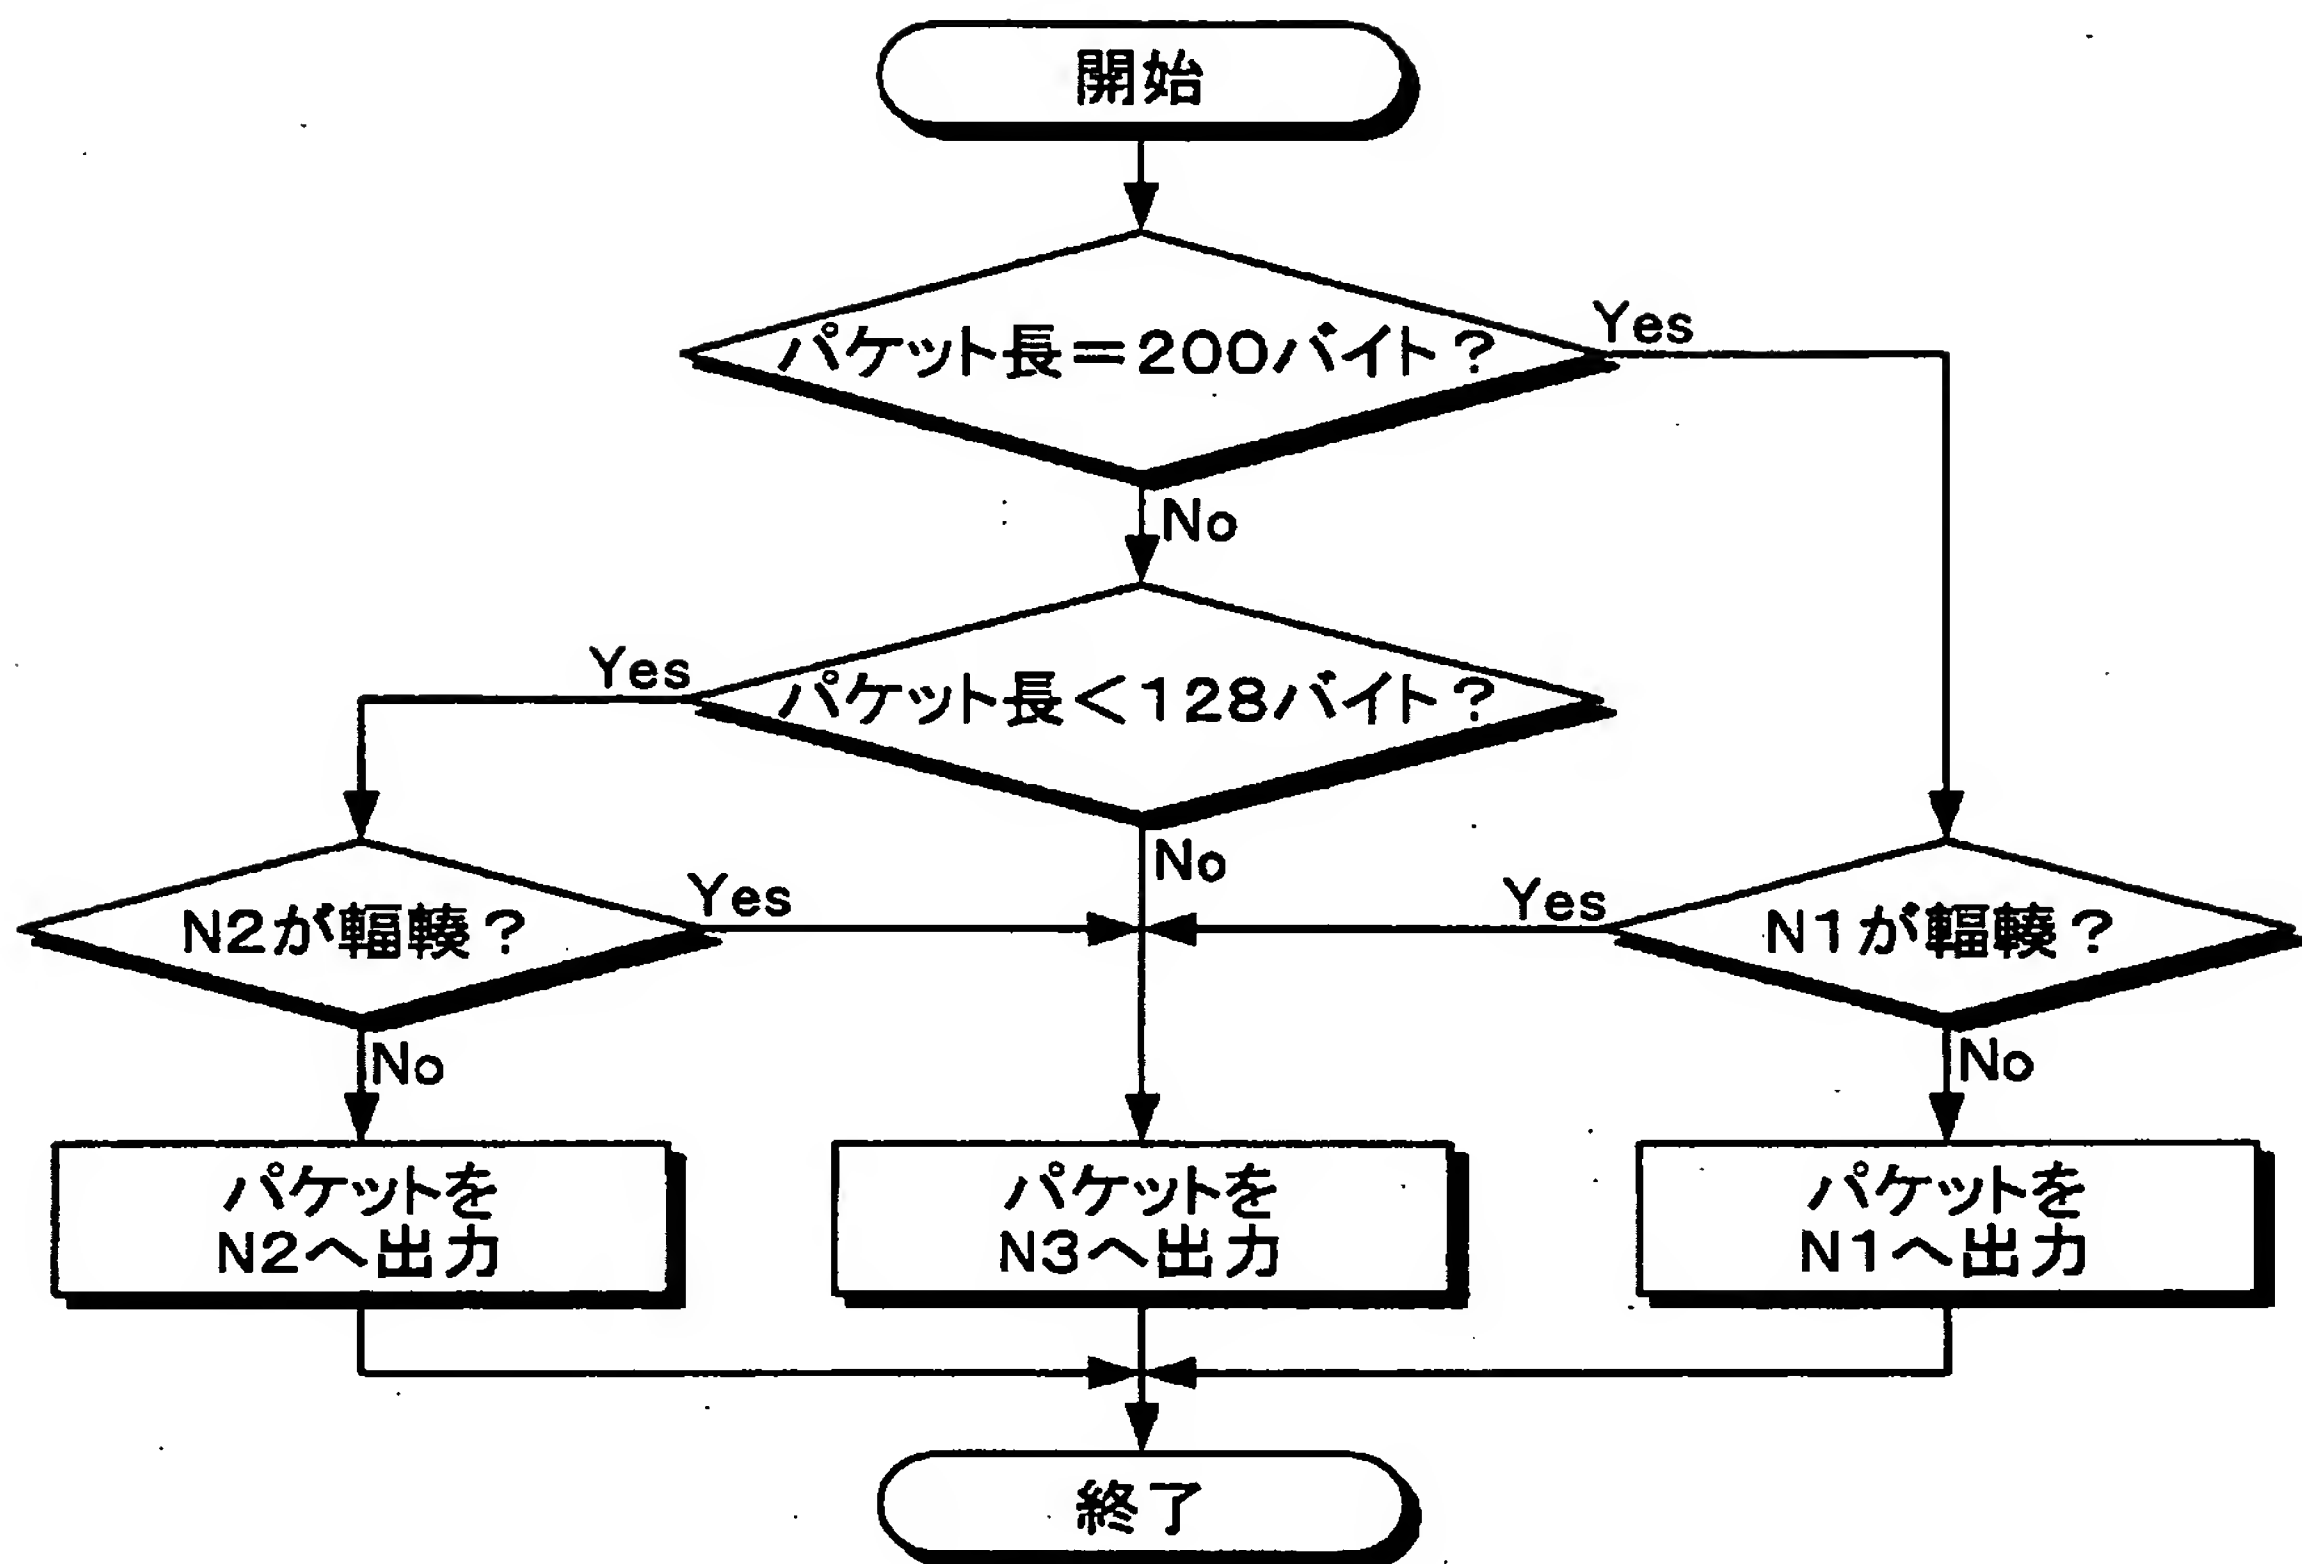 開始
パケット長=200バイト?
Yes
No
パケット長<128バイト?
Yes
No
N2が輻輳?
Yes
Yes
N1が輻輳?
No
No
パケットを
N2へ出力
パケットを
N3へ出力
パケットを
N1へ出力
終了